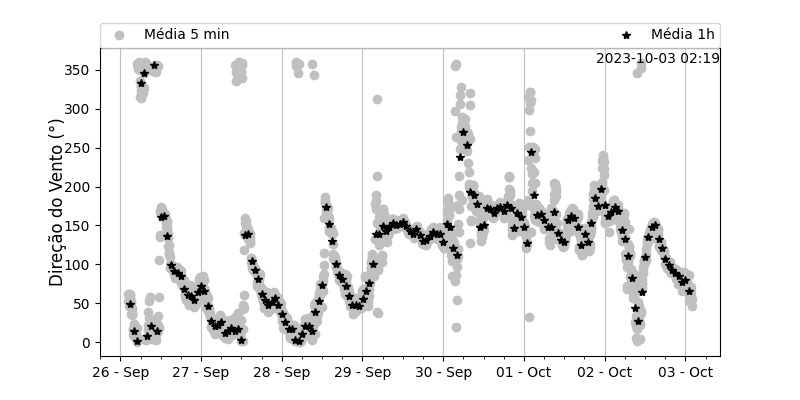 Média 5 min
Média 1h
2023-10-03 02:19
Direção do Vento (°)
350
300
250
200
150
100
50
0
26 - Sep
27 - Sep
28 - Sep
29 - Sep
30 - Sep
01 - Oct
02 - Oct
03 - Oct